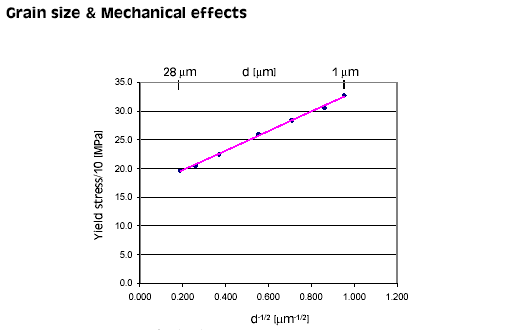 Grain size & Mechanical effects
28 μm d [μm] 1 μm
35.0
30.0
25.0
20.0
15.0
10.0
5.0
0.0
Yield stress/10 [MPa]
0.000 0.200 0.400 0.600 0.800 1.000 1.200
d-1/2 [μm-1/2]